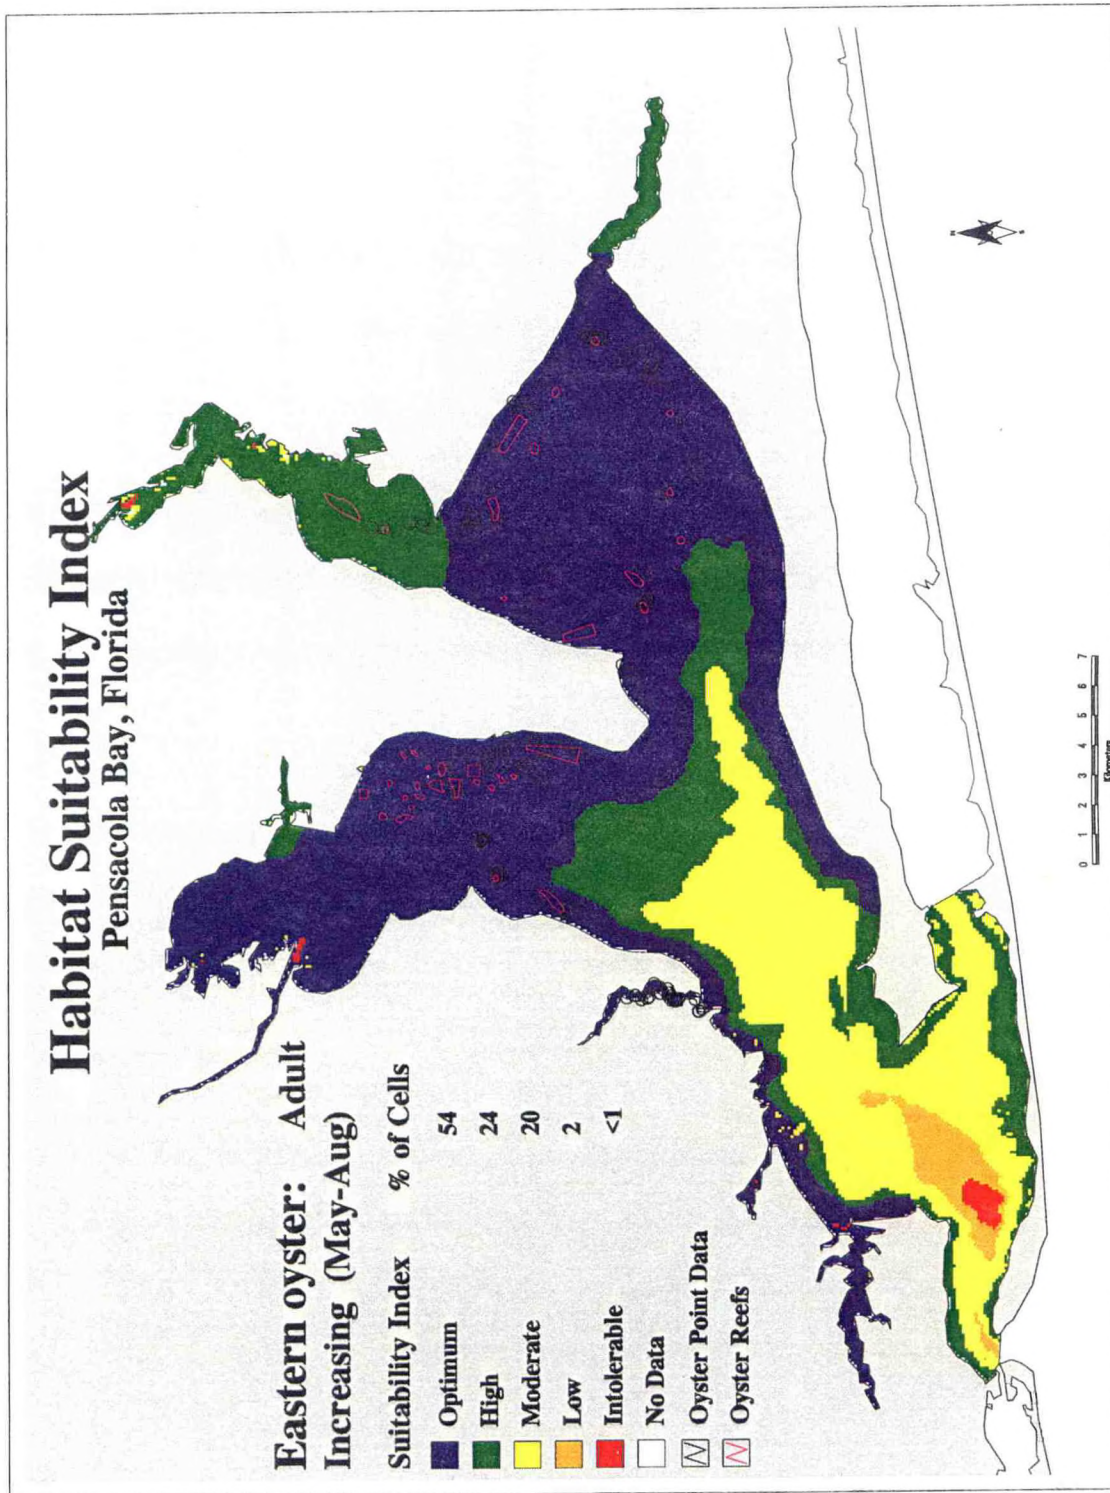 Habitat Suitability Index
Pensacola Bay, Florida
Eastern oyster: Adult
Increasing (May-Aug)
Suitability Index % of Cells
Optimum 54
High 24
Moderate 20
Low 2
Intolerable <1
No Data
Oyster Point Data
Oyster Reefs
N
S
0 1 2 3 4 5 6 7
Kilometers